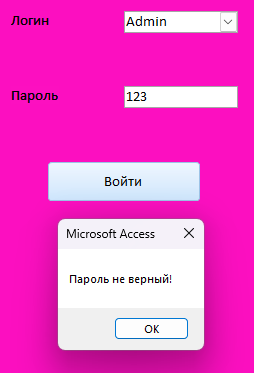 Логин
Admin
Пароль
123
Войти
Microsoft Access
Пароль не верный!
OK